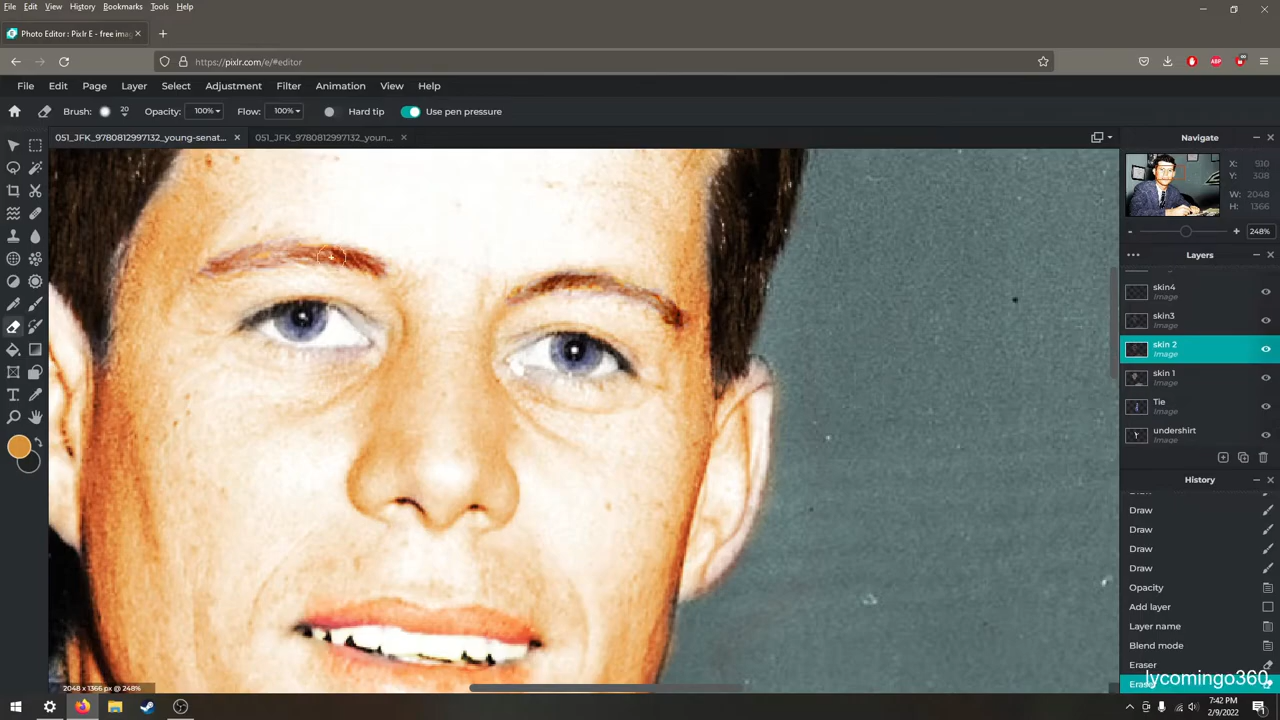 File Edit View History Bookmarks Tools Help
Photo Editor : Pixlr E - free imag
https://pixlr.com/e/#editor
ABP
File Edit Page Layer Select Adjustment Filter Animation View Help
Brush: 20 Opacity: 100% Flow: 100% Hard tip Use pen pressure
051_JFK_9780812997132_young-senat... 051_JFK_9780812997132_youn...
Navigate
X: 910
Y: 308
W: 2048
H: 1366
248%
Layers
skin4
Image
skin3
Image
skin 2
Image
skin 1
Image
Tie
Image
undershirt
Image
History
Draw
Draw
Draw
Draw
Opacity
Add layer
Layer name
Blend mode
Eraser
lycomingo360
2048 x 1366 px @ 248%
7:42 PM
2/9/2022